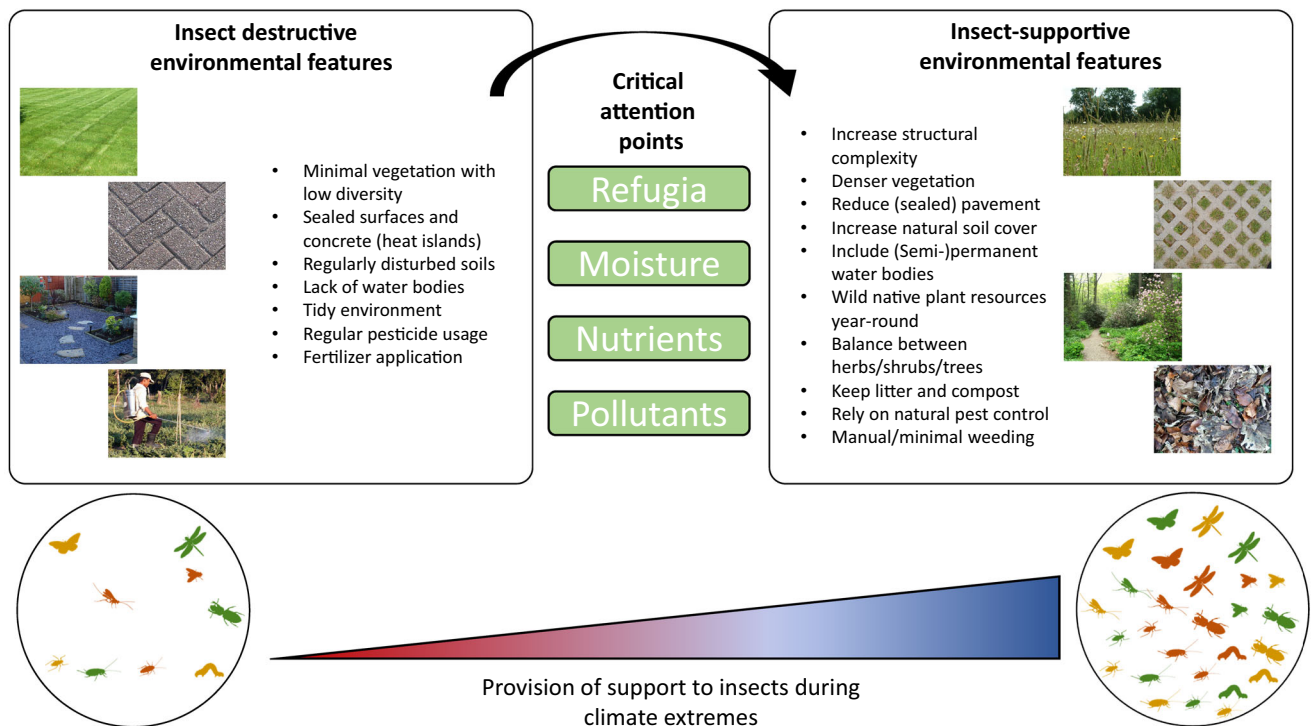 Insect destructive
environmental features
• Minimal vegetation with
low diversity
• Sealed surfaces and
concrete (heat islands)
• Regularly disturbed soils
• Lack of water bodies
• Tidy environment
• Regular pesticide usage
• Fertilizer application
Critical
attention
points
Refugia
Moisture
Nutrients
Pollutants
Insect-supportive
environmental features
• Increase structural
complexity
• Denser vegetation
• Reduce (sealed) pavement
• Increase natural soil cover
• Include (Semi-)permanent
water bodies
• Wild native plant resources
year-round
• Balance between
herbs/shrubs/trees
• Keep litter and compost
• Rely on natural pest control
• Manual/minimal weeding
Provision of support to insects during
climate extremes